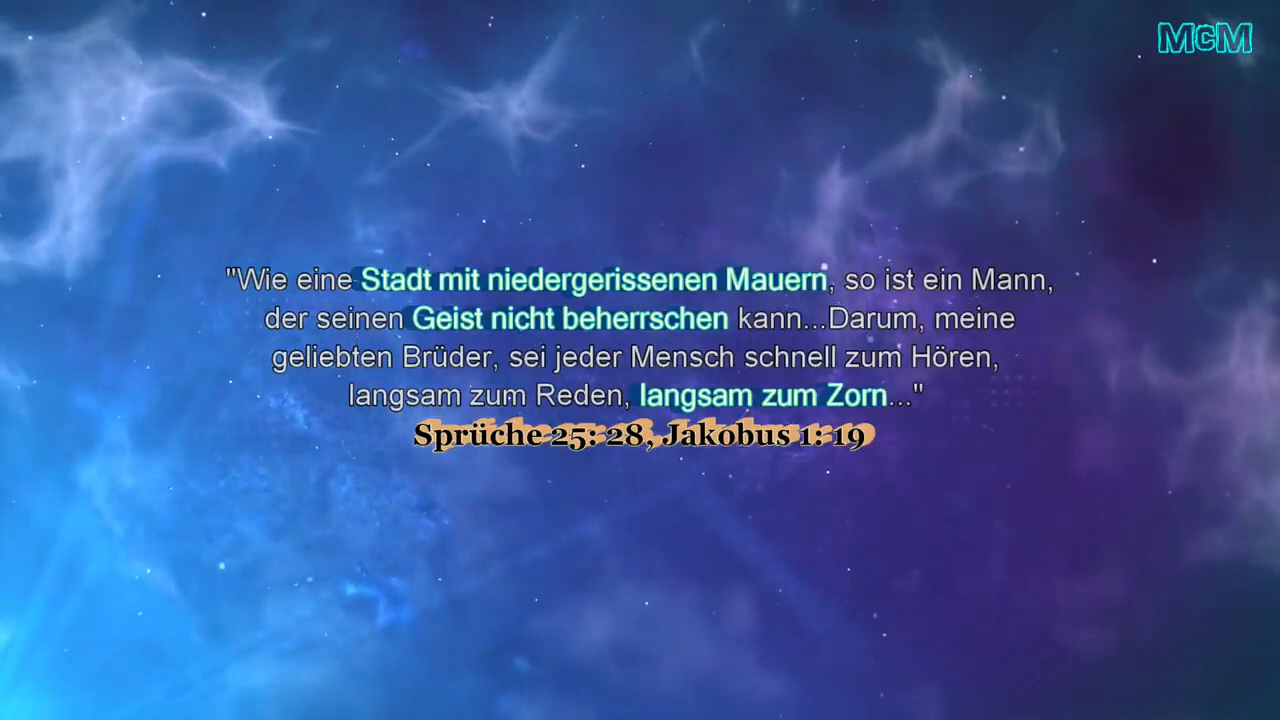 McM
"Wie eine Stadt mit niedergerissenen Mauern, so ist ein Mann,
der seinen Geist nicht beherrschen kann...Darum, meine
geliebten Brüder, sei jeder Mensch schnell zum Hören,
langsam zum Reden, langsam zum Zorn..."
Sprüche 25: 28, Jakobus 1: 19